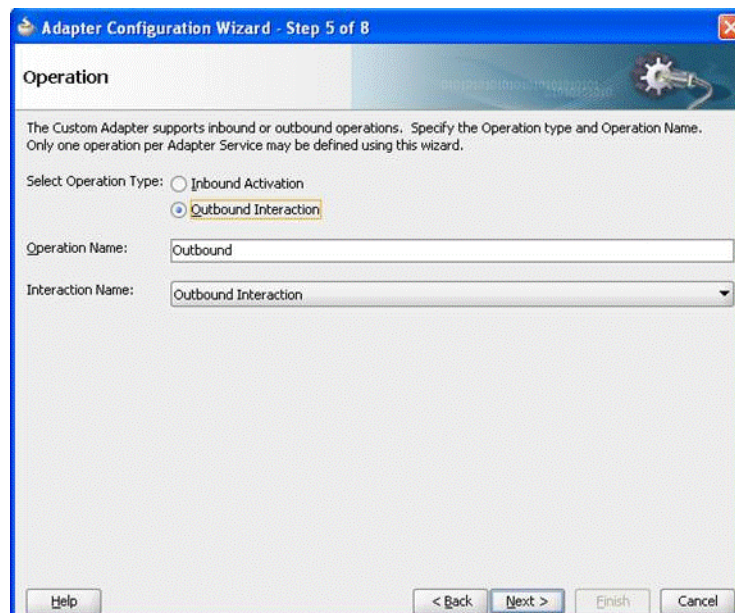 Adapter Configuration Wizard - Step 5 of 8
Operation
The Custom Adapter supports inbound or outbound operations. Specify the Operation type and Operation Name.
Only one operation per Adapter Service may be defined using this wizard.
Select Operation Type: Inbound Activation
Outbound Interaction
Operation Name: Outbound
Interaction Name: Outbound Interaction
Help < Back Next > Finish Cancel